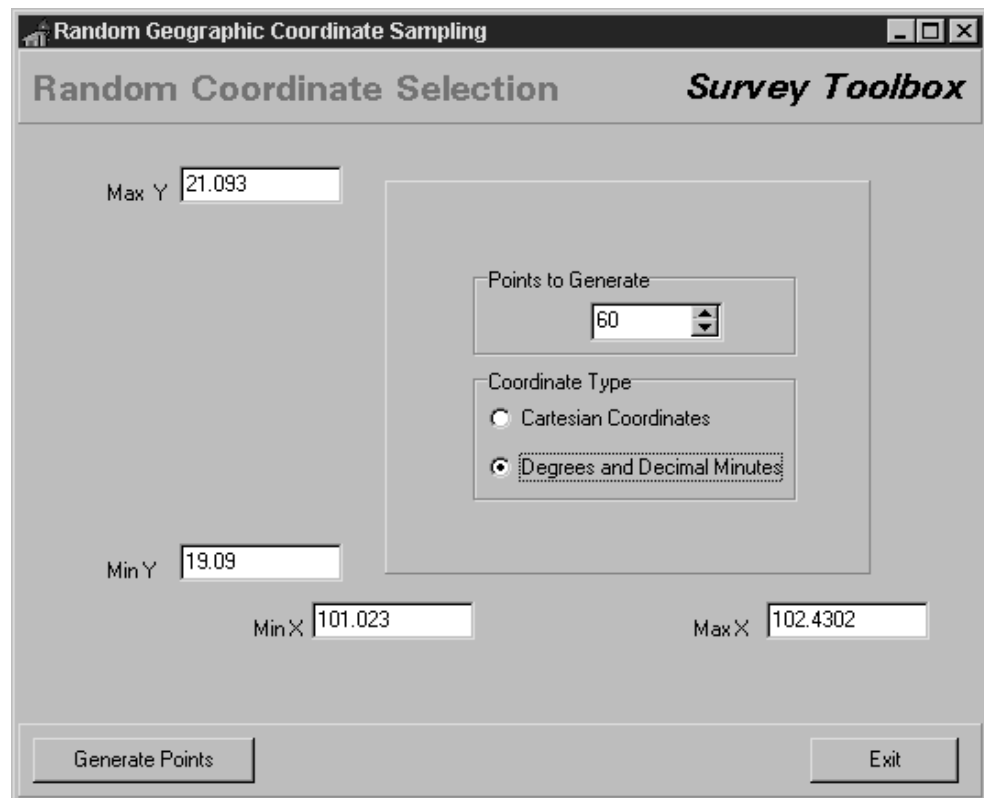 Random Geographic Coordinate Sampling
Random Coordinate Selection
Survey Toolbox
Max Y 21.093
Points to Generate
60
Coordinate Type
Cartesian Coordinates
Degrees and Decimal Minutes
Min Y 19.09
Min X 101.023
Max X 102.4302
Generate Points
Exit